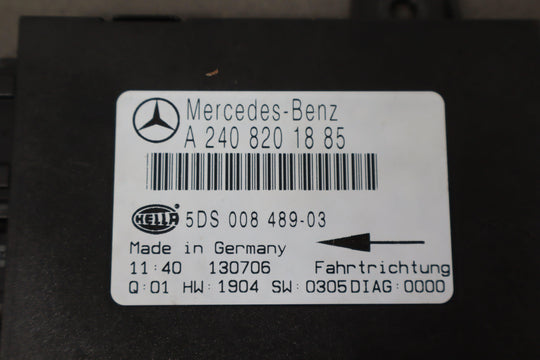 Mercedes-Benz
A 240 820 18 85
HELLA 5DS 008 489-03
Made in Germany
11:40 130706 Fahrtrichtung
Q:01 HW:1904 SW:0305 DIAG:0000